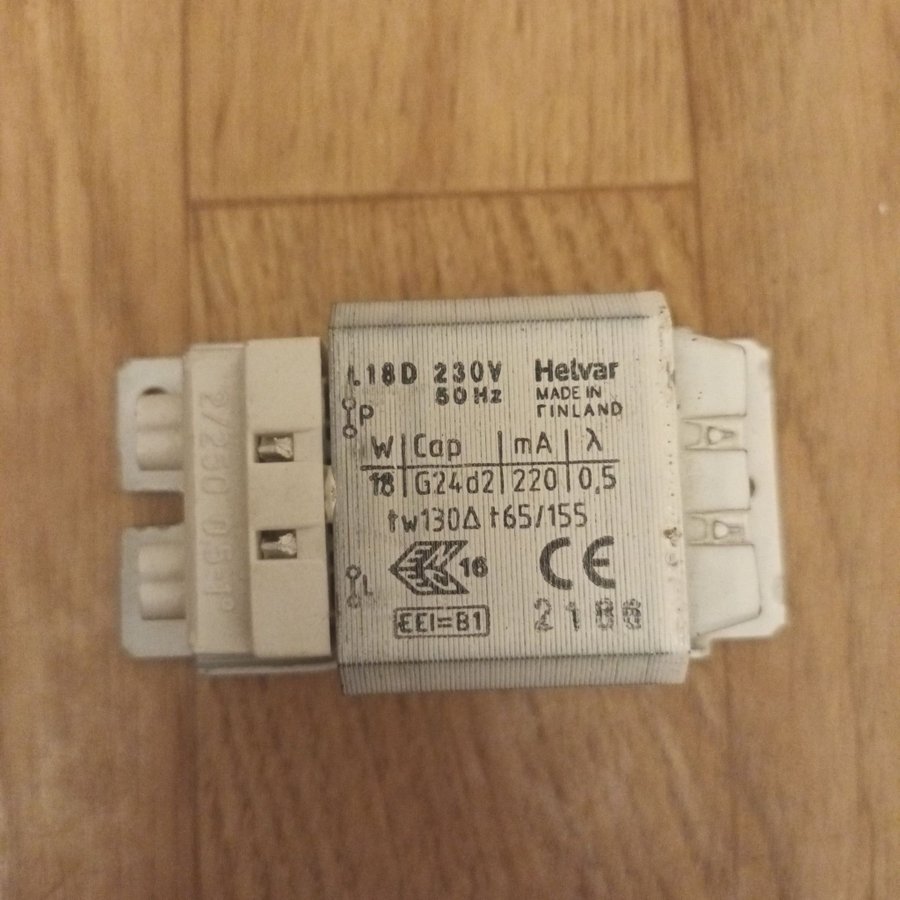 L18D 230V Helvar
50 Hz MADE IN
FINLAND
P
W Cap mA λ
18 G24d2 220 0,5
tw130Δ t65/155
16 CE
L
EEI=B1